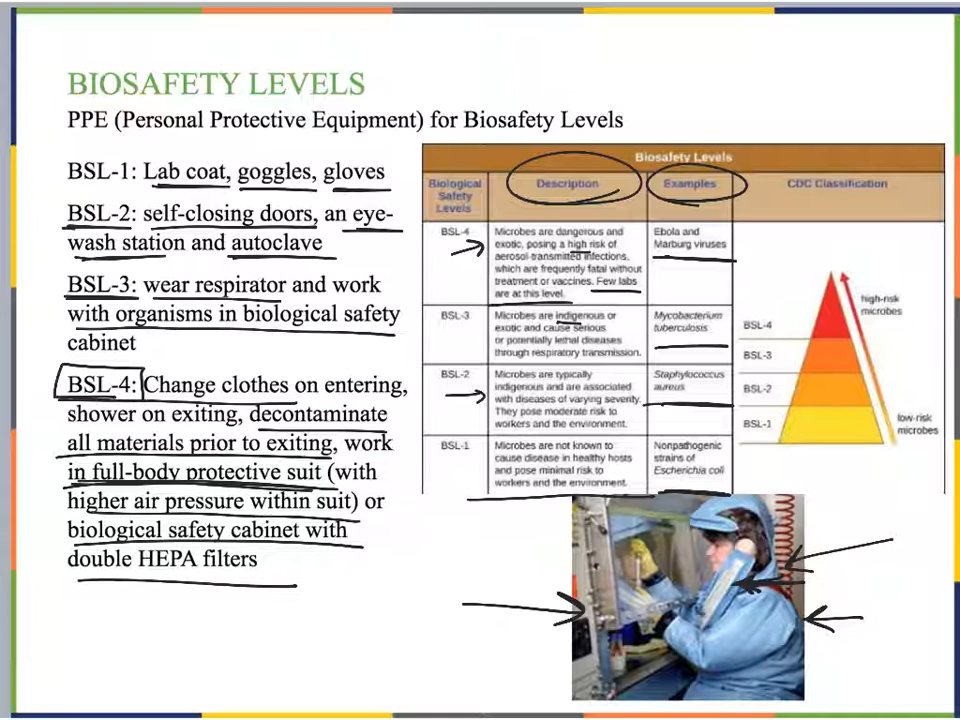 BIOSAFETY LEVELS
PPE (Personal Protective Equipment) for Biosafety Levels
BSL-1: Lab coat, goggles, gloves
BSL-2: self-closing doors, an eye-
wash station and autoclave
BSL-3: wear respirator and work
with organisms in biological safety
cabinet
BSL-4: Change clothes on entering,
shower on exiting, decontaminate
all materials prior to exiting, work
in full-body protective suit (with
higher air pressure within suit) or
biological safety cabinet with
double HEPA filters
Biosafety Levels
Biological
Safety
Levels
Description
Examples
CDC Classification
BSL-4
Microbes are dangerous and
exotic, posing a high risk of
aerosol-transmitted infections,
which are frequently fatal without
treatment or vaccines. Few labs
are at this level.
Ebola and
Marburg viruses
BSL-3
Microbes are indigenous or
exotic and cause serious
or potentially lethal diseases
through respiratory transmission.
Mycobacterium
tuberculosis
BSL-2
Microbes are typically
indigenous and are associated
with diseases of varying severity.
They pose moderate risk to
workers and the environment.
Staphylococcus
aureus
BSL-1
Microbes are not known to
cause disease in healthy hosts
and pose minimal risk to
workers and the environment.
Nonpathogenic
strains of
Escherichia coli
high-risk
microbes
BSL-4
BSL-3
BSL-2
BSL-1
low-risk
microbes